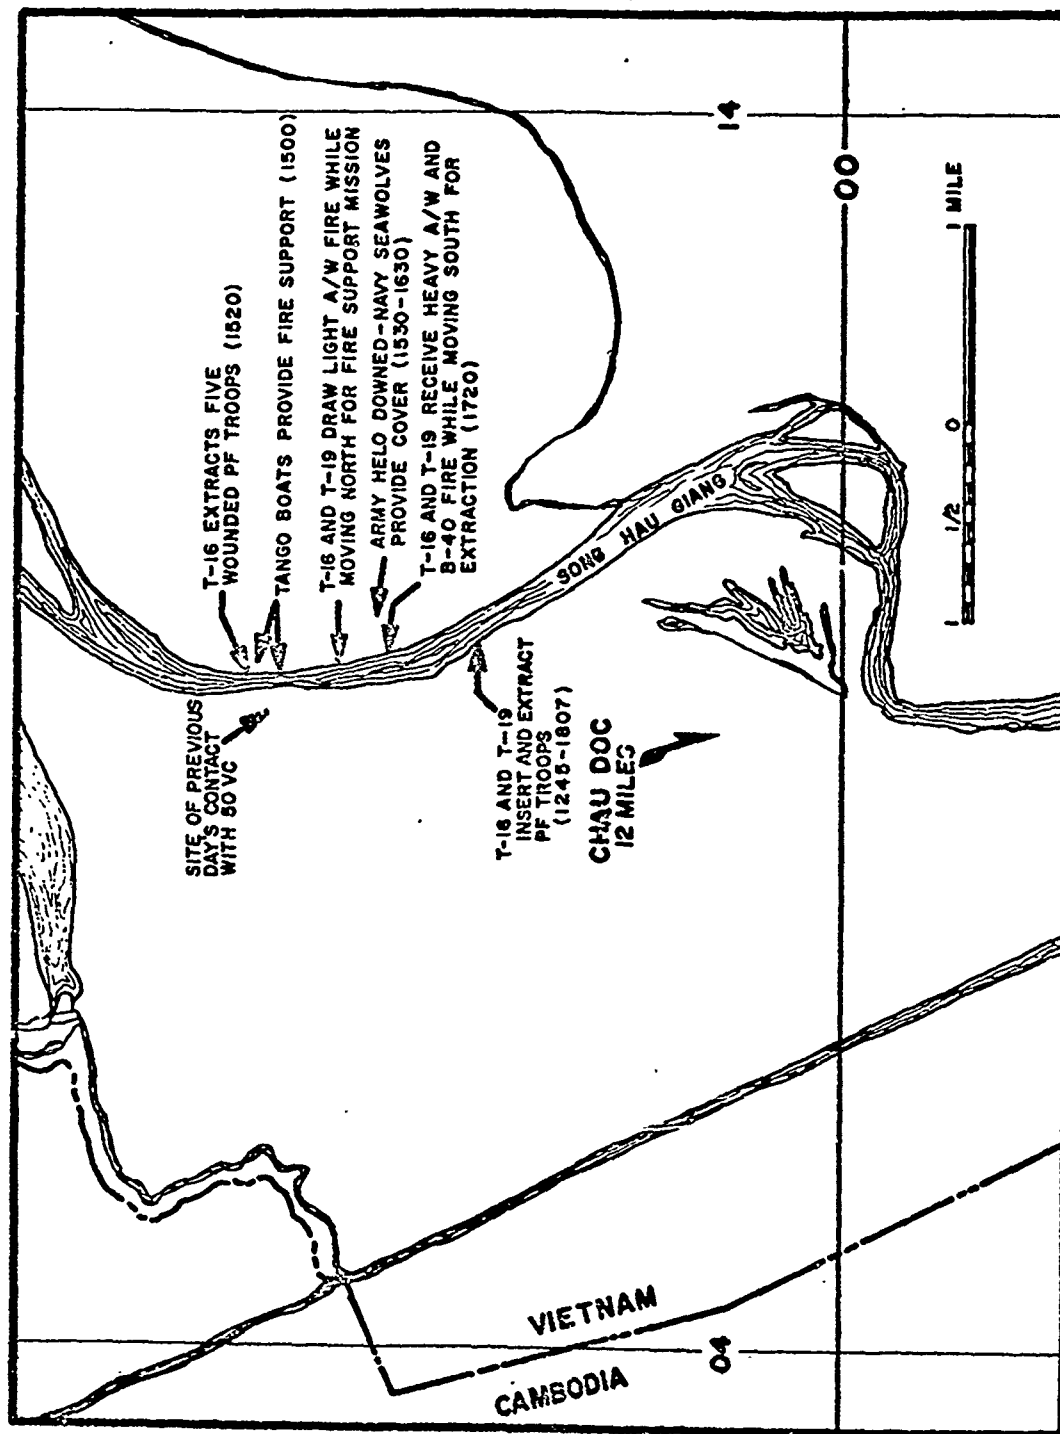 T-16 EXTRACTS FIVE
WOUNDED PF TROOPS (1520)
TANGO BOATS PROVIDE FIRE SUPPORT (1500)
T-16 AND T-19 DRAW LIGHT A/W FIRE WHILE
MOVING NORTH FOR FIRE SUPPORT MISSION
ARMY HELO DOWNED-NAVY SEAWOLVES
PROVIDE COVER (1530-1630)
T-16 AND T-19 RECEIVE HEAVY A/W AND
B-40 FIRE WHILE MOVING SOUTH FOR
EXTRACTION (1720)
SITE OF PREVIOUS
DAY'S CONTACT
WITH 50 VC
T-16 AND T-19
INSERT AND EXTRACT
PF TROOPS
(1245-1807)
CHAU DOC
12 MILES
SONG HAU GIANG
14
00
04
VIETNAM
CAMBODIA
1 1/2 0 1 MILE